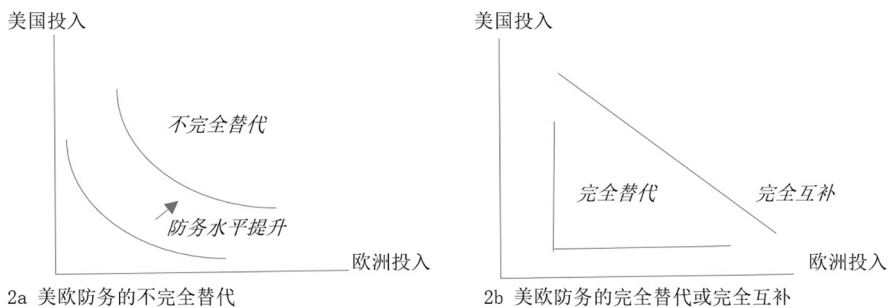 美国投入
不完全替代
防务水平提升
欧洲投入
2a 美欧防务的不完全替代
美国投入
完全替代
完全互补
欧洲投入
2b 美欧防务的完全替代或完全互补